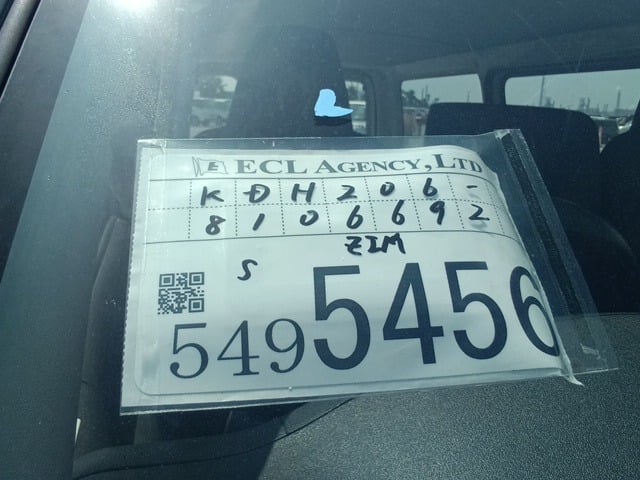 E ECL AGENCY, LTD
KDH206-
8106692
ZIM
S
5495456